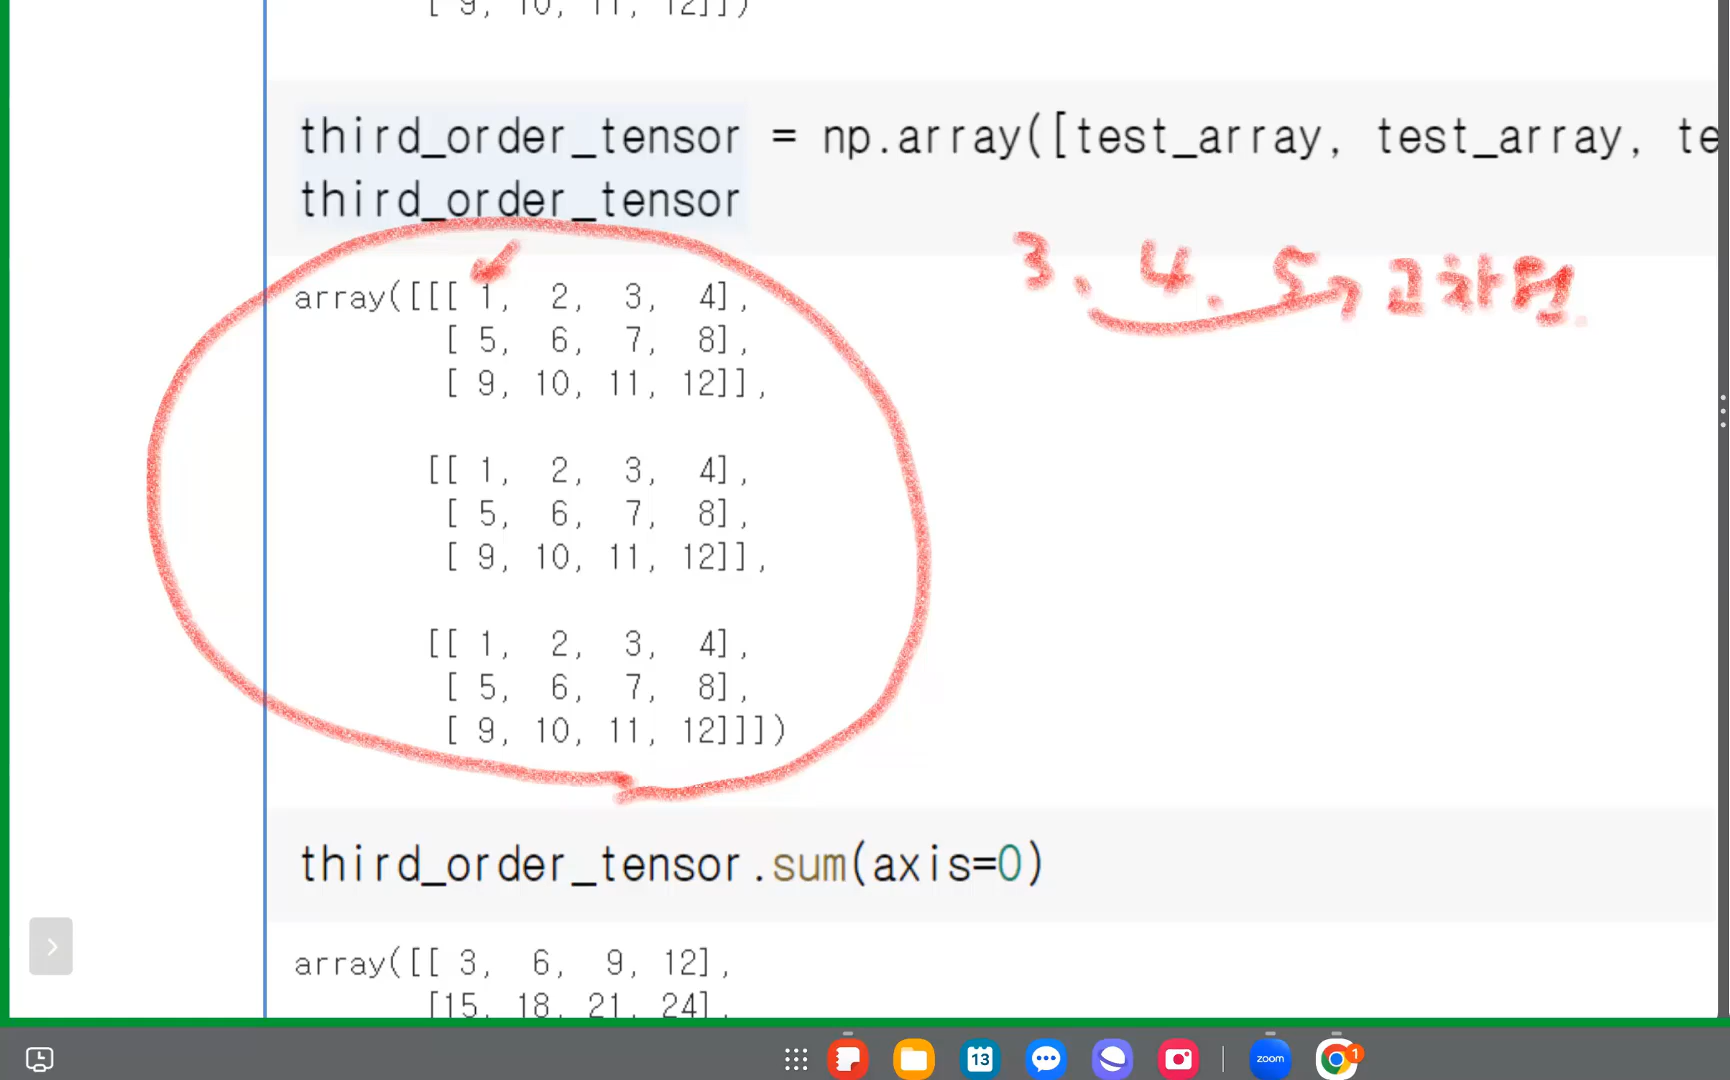 [ 9, 10, 11, 12]])
third_order_tensor = np.array([test_array, test_array, te
third_order_tensor
3. 4. 5, 고차원
array([[[ 1, 2, 3, 4],
[ 5, 6, 7, 8],
[ 9, 10, 11, 12]],
[[ 1, 2, 3, 4],
[ 5, 6, 7, 8],
[ 9, 10, 11, 12]],
[[ 1, 2, 3, 4],
[ 5, 6, 7, 8],
[ 9, 10, 11, 12]]])
third_order_tensor.sum(axis=0)
array([[ 3, 6, 9, 12],
[15, 18, 21, 24],
13
zoom
1